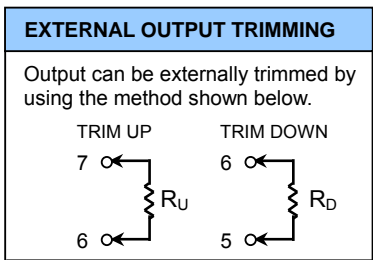 EXTERNAL OUTPUT TRIMMING
Output can be externally trimmed by
using the method shown below.
TRIM UP TRIM DOWN
7 6
RU RD
6 5